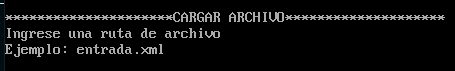 *********************CARGAR ARCHIVO********************
Ingrese una ruta de archivo
Ejemplo: entrada.xml